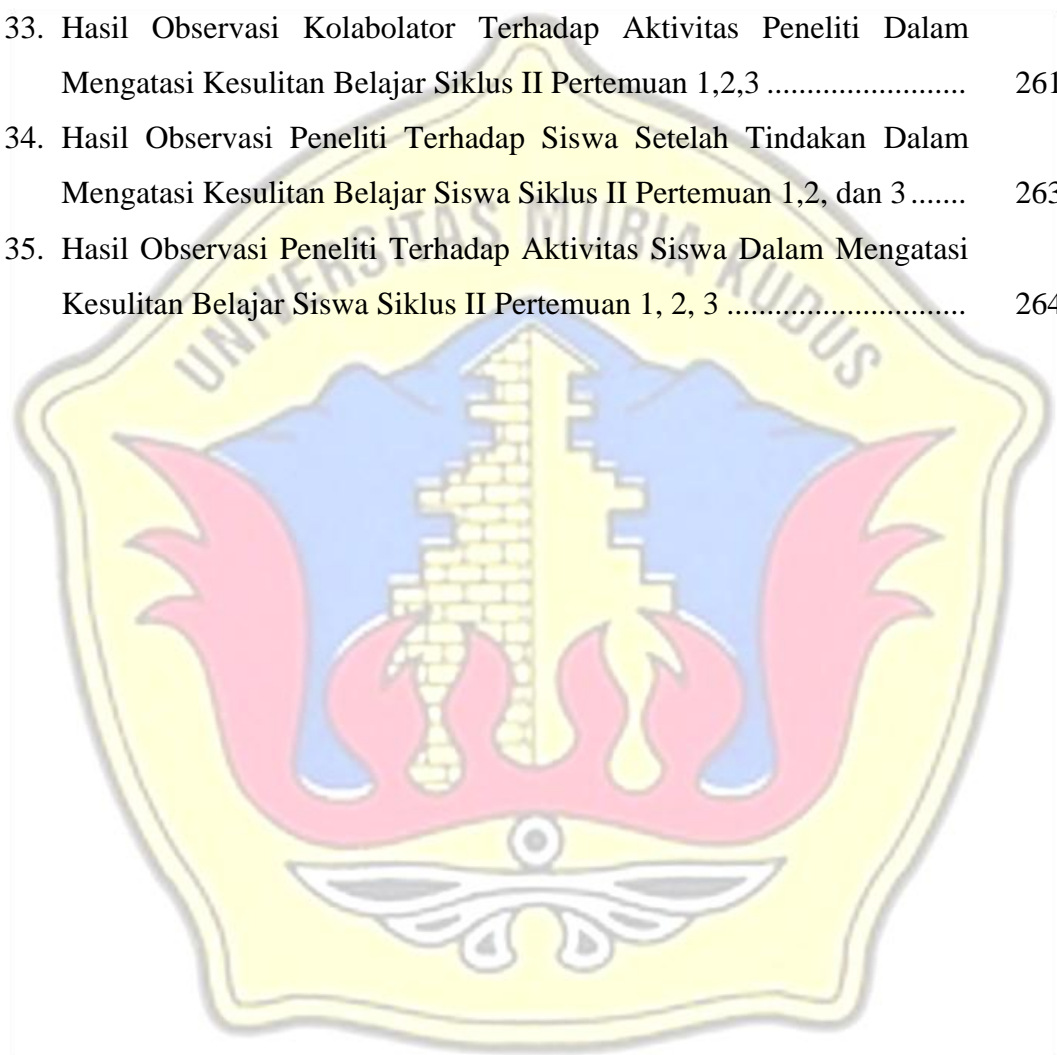 33. Hasil Observasi Kolabolator Terhadap Aktivitas Peneliti Dalam
Mengatasi Kesulitan Belajar Siklus II Pertemuan 1,2,3 ........................ 261
34. Hasil Observasi Peneliti Terhadap Siswa Setelah Tindakan Dalam
Mengatasi Kesulitan Belajar Siswa Siklus II Pertemuan 1,2, dan 3 ....... 263
35. Hasil Observasi Peneliti Terhadap Aktivitas Siswa Dalam Mengatasi
Kesulitan Belajar Siswa Siklus II Pertemuan 1, 2, 3 ............................. 264
UNIVERSITAS MURIA KUDUS